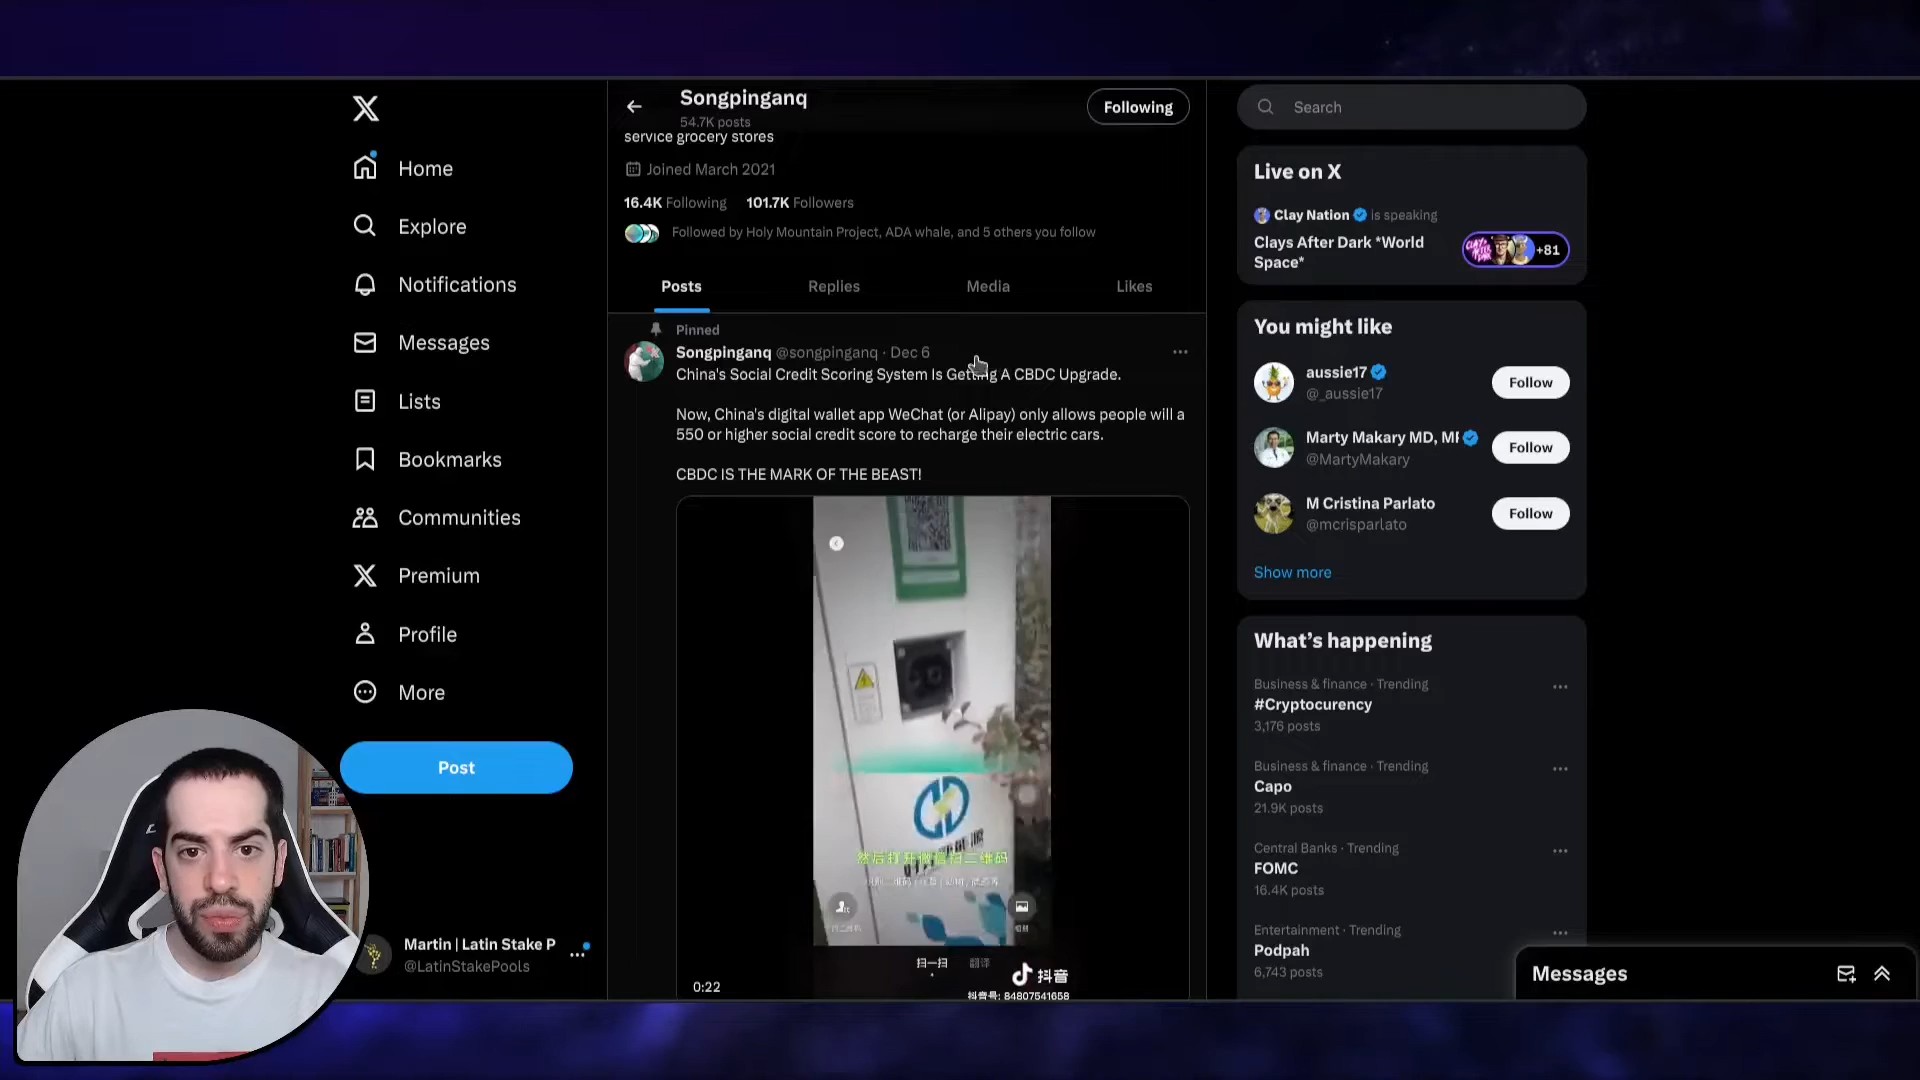 Home
Explore
Notifications
Messages
Lists
Bookmarks
Communities
Premium
Profile
More
Post
Martin | Latin Stake P
@LatinStakePools
Songpinganq
54.7K posts
Following
service grocery stores
Joined March 2021
16.4K Following 101.7K Followers
Followed by Holy Mountain Project, ADA whale, and 5 others you follow
Posts Replies Media Likes
Pinned
Songpinganq @songpinganq · Dec 6
China's Social Credit Scoring System Is Getting A CBDC Upgrade.
Now, China's digital wallet app WeChat (or Alipay) only allows people will a
550 or higher social credit score to recharge their electric cars.
CBDC IS THE MARK OF THE BEAST!
然后打开微信扫二维码
扫一扫 翻译
抖音
抖音号: 84807541658
0:22
Search
Live on X
Clay Nation is speaking
Clays After Dark *World
Space*
+81
You might like
aussie17
@_aussie17
Follow
Marty Makary MD, MI
@MartyMakary
Follow
M Cristina Parlato
@mcrisparlato
Follow
Show more
What's happening
Business & finance · Trending
#Cryptocurency
3,176 posts
Business & finance · Trending
Capo
21.9K posts
Central Banks · Trending
FOMC
16.4K posts
Entertainment · Trending
Podpah
6,743 posts
Messages